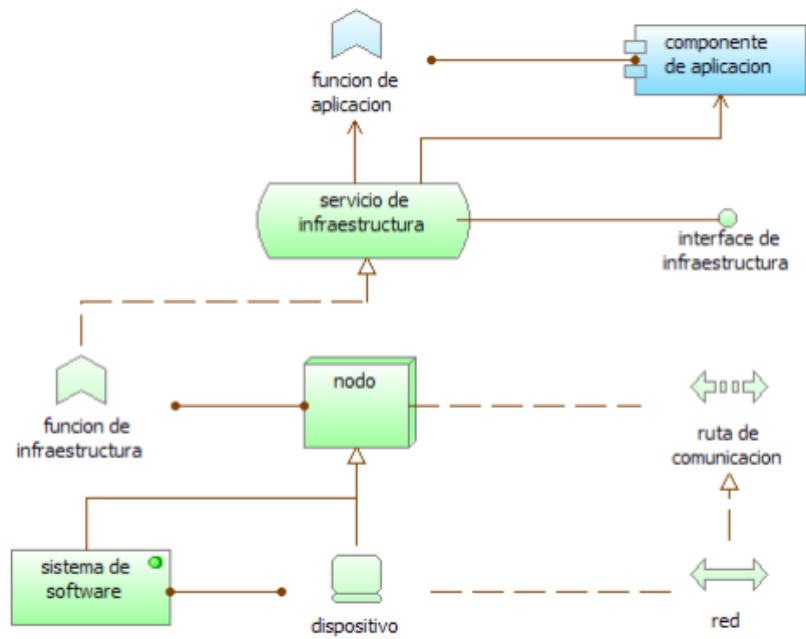 funcion de
aplicacion
componente
de aplicacion
servicio de
infraestructura
interface de
infraestructura
funcion de
infraestructura
nodo
ruta de
comunicacion
sistema de
software
dispositivo
red